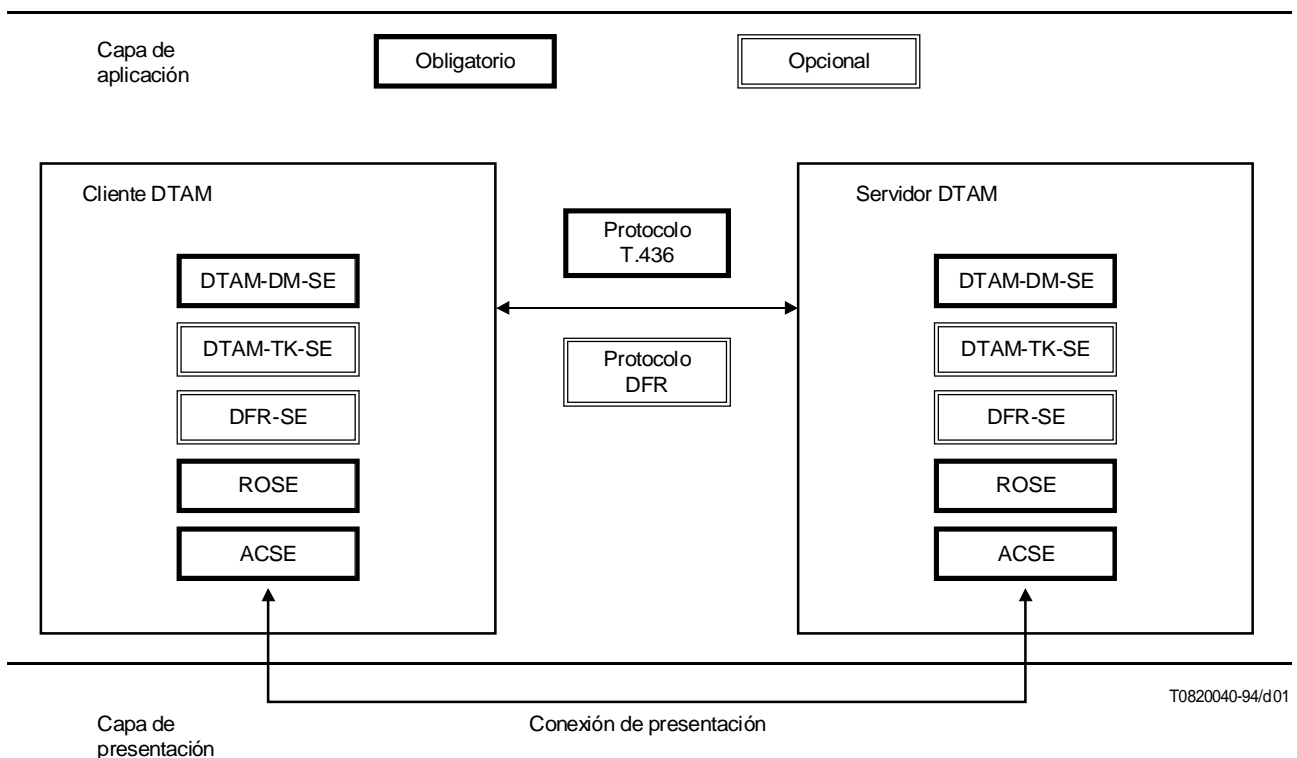 Capa de
aplicación
Obligatorio
Opcional
Cliente DTAM
Servidor DTAM
Protocolo
T.436
DTAM-DM-SE
DTAM-DM-SE
DTAM-TK-SE
Protocolo
DFR
DTAM-TK-SE
DFR-SE
DFR-SE
ROSE
ROSE
ACSE
ACSE
T0820040-94/d01
Capa de
presentación
Conexión de presentación